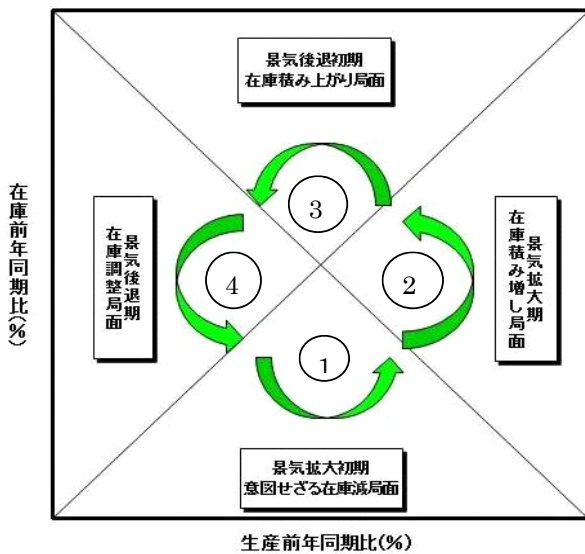 景気後退初期
在庫積み上がり局面
③
在庫前年同期比(%)
景気後退期
在庫調整局面
④
②
景気拡大期
在庫積み増し局面
①
景気拡大初期
意図せざる在庫減局面
生産前年同期比(%)